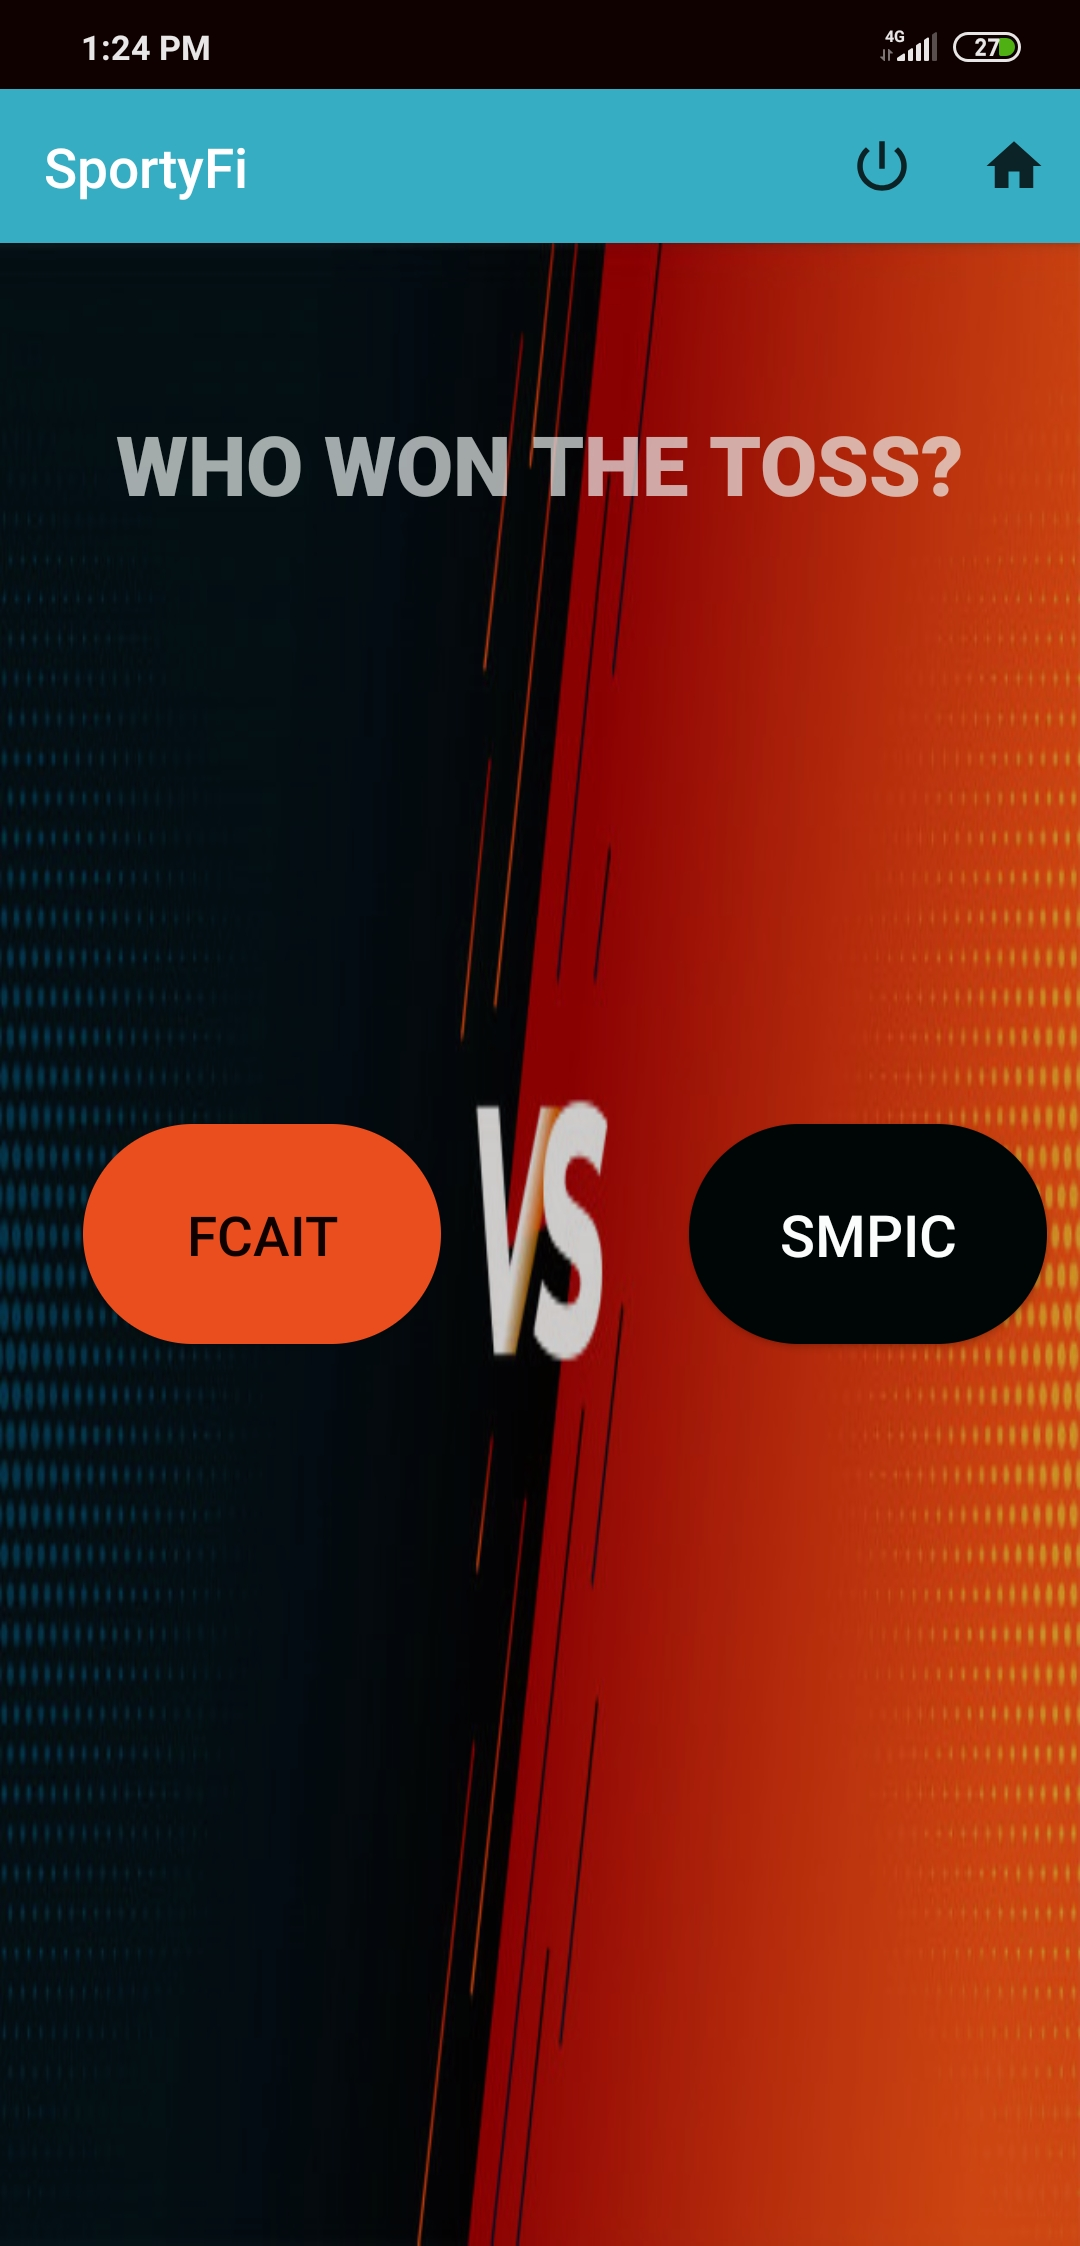 1:24 PM
4G
27
SportyFi
WHO WON THE TOSS?
FCAIT
VS
SMPIC